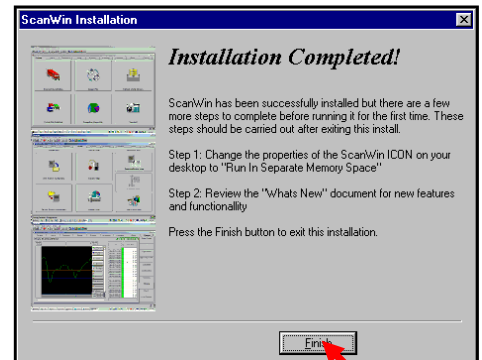 ScanWin Installation
Installation Completed!
ScanWin has been successfully installed but there are a few
more steps to complete before running it for the first time. These
steps should be carried out after exiting this install.
Step 1: Change the properties of the ScanWin ICON on your
desktop to "Run In Separate Memory Space"
Step 2: Review the "Whats New" document for new features
and functionallity
Press the Finish button to exit this installation.
Finish